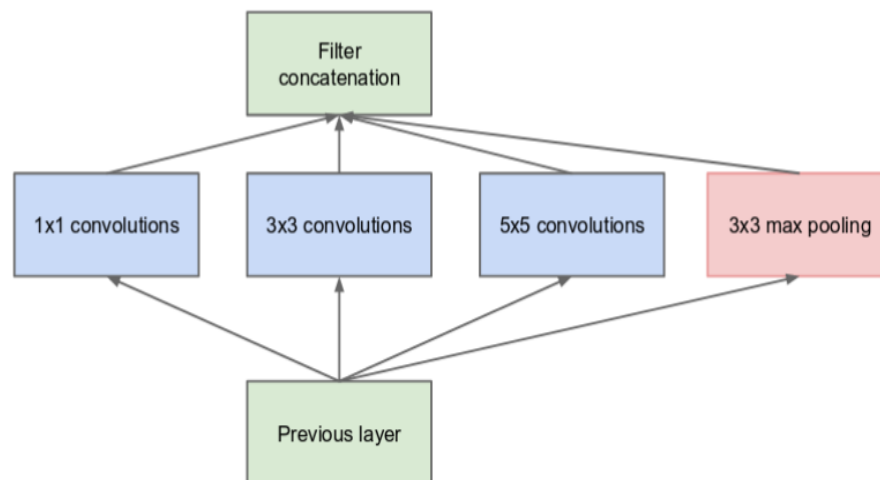 Filter
concatenation
1x1 convolutions
3x3 convolutions
5x5 convolutions
3x3 max pooling
Previous layer